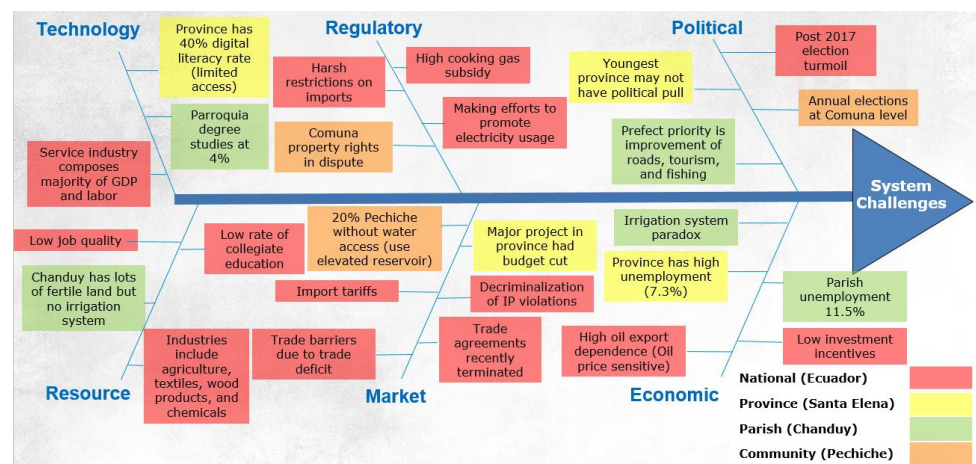 Technology
Province has
40% digital
literacy rate
(limited
access)
Parroquia
degree
studies at
4%
Service industry
composes
majority of GDP
and labor
Regulatory
Harsh
restrictions on
imports
High cooking gas
subsidy
Making efforts to
promote
electricity usage
Comuna
property rights
in dispute
Political
Post 2017
election
turmoil
Youngest
province may not
have political pull
Annual elections
at Comuna level
Prefect priority is
improvement of
roads, tourism,
and fishing
System
Challenges
Low job quality
Low rate of
collegiate
education
Chanduy has lots
of fertile land but
no irrigation
system
Industries
include
agriculture,
textiles, wood
products, and
chemicals
Resource
20% Pechiche
without water
access (use
elevated reservoir)
Major project in
province had
budget cut
Import tariffs
Decriminalization
of IP violations
Trade barriers
due to trade
deficit
Trade
agreements
recently
terminated
Market
Irrigation system
paradox
Province has high
unemployment
(7.3%)
Parish
unemployment
11.5%
High oil export
dependence (Oil
price sensitive)
Low investment
incentives
Economic
National (Ecuador)
Province (Santa Elena)
Parish (Chanduy)
Community (Pechiche)